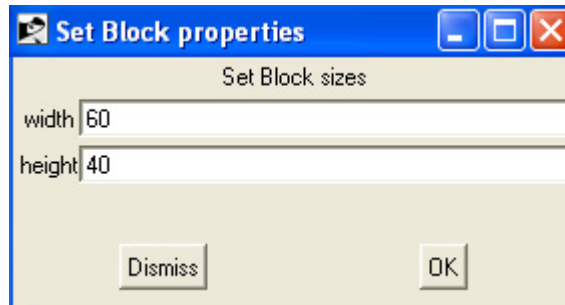 Set Block properties
Set Block sizes
width 60
height 40
Dismiss OK